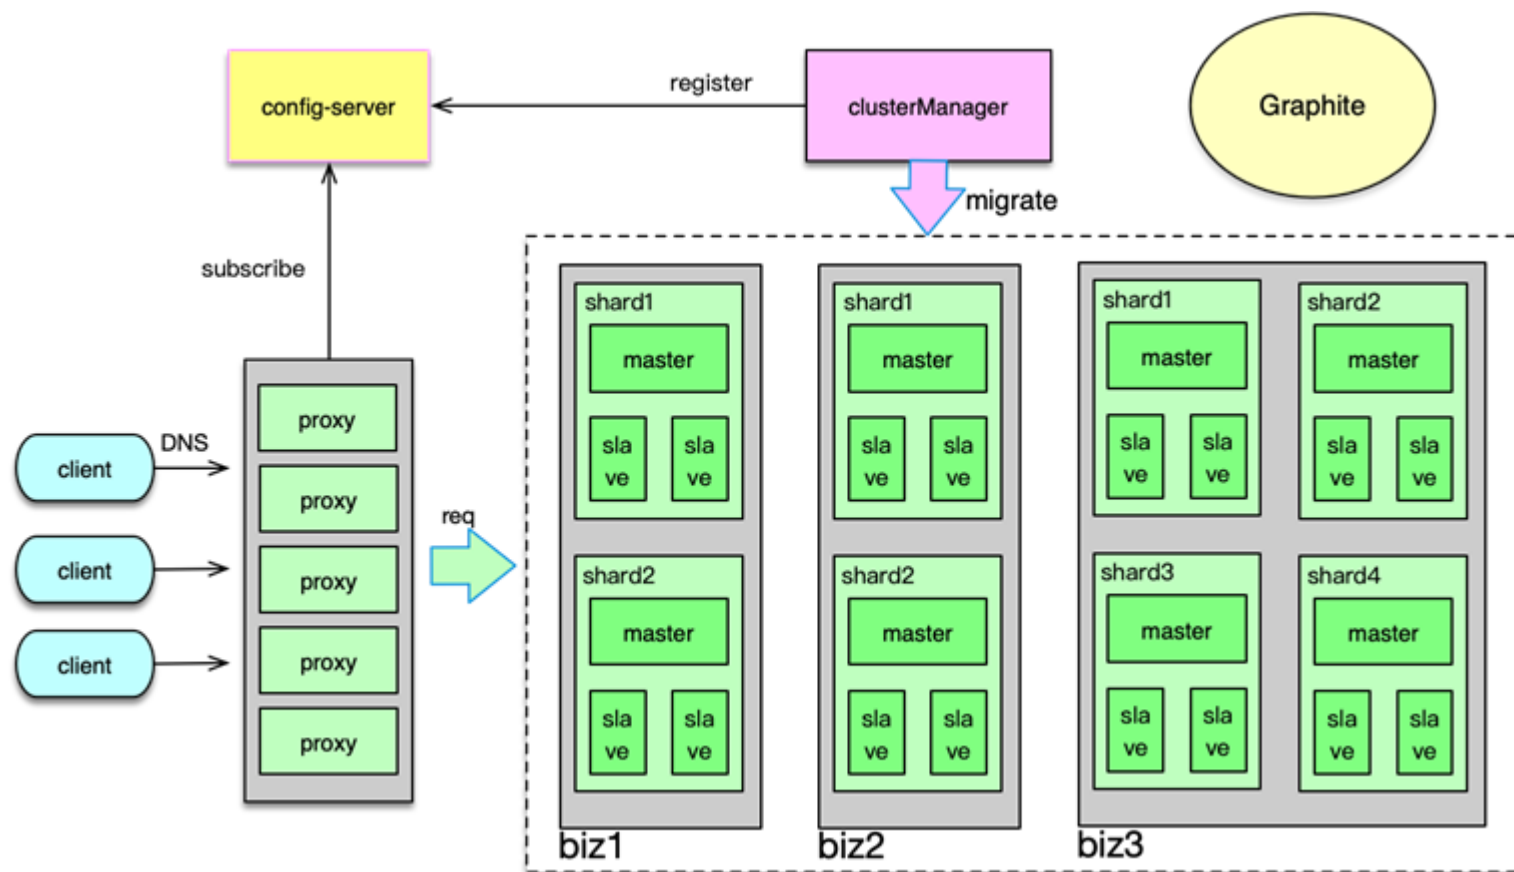 config-server
register
clusterManager
Graphite
migrate
subscribe
DNS
client
client
client
proxy
proxy
proxy
proxy
proxy
req
shard1
master
sla
ve
sla
ve
shard2
master
sla
ve
sla
ve
biz1
shard1
master
sla
ve
sla
ve
shard2
master
sla
ve
sla
ve
biz2
shard1
master
sla
ve
sla
ve
shard2
master
sla
ve
sla
ve
shard3
master
sla
ve
sla
ve
shard4
master
sla
ve
sla
ve
biz3